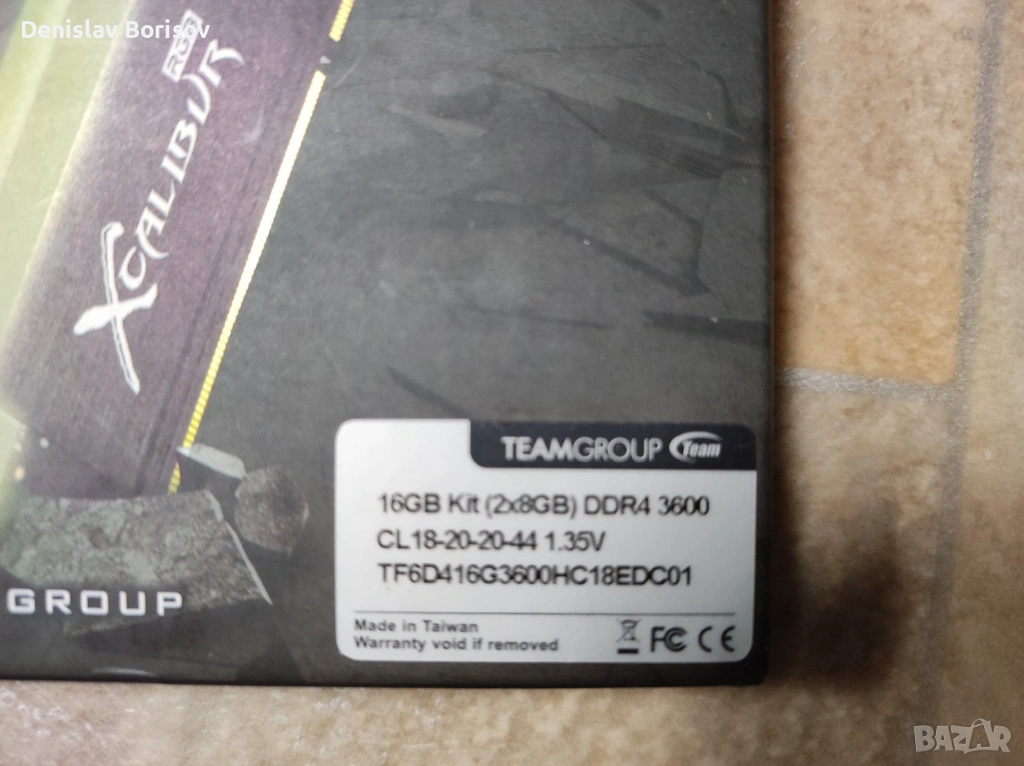 Denislav Borisov
XCALIBUR RGB
TEAMGROUP Team
16GB Kit (2x8GB) DDR4 3600
CL18-20-20-44 1.35V
TF6D416G3600HC18EDC01
GROUP
Made in Taiwan
Warranty void if removed
FC CE
BAZAR